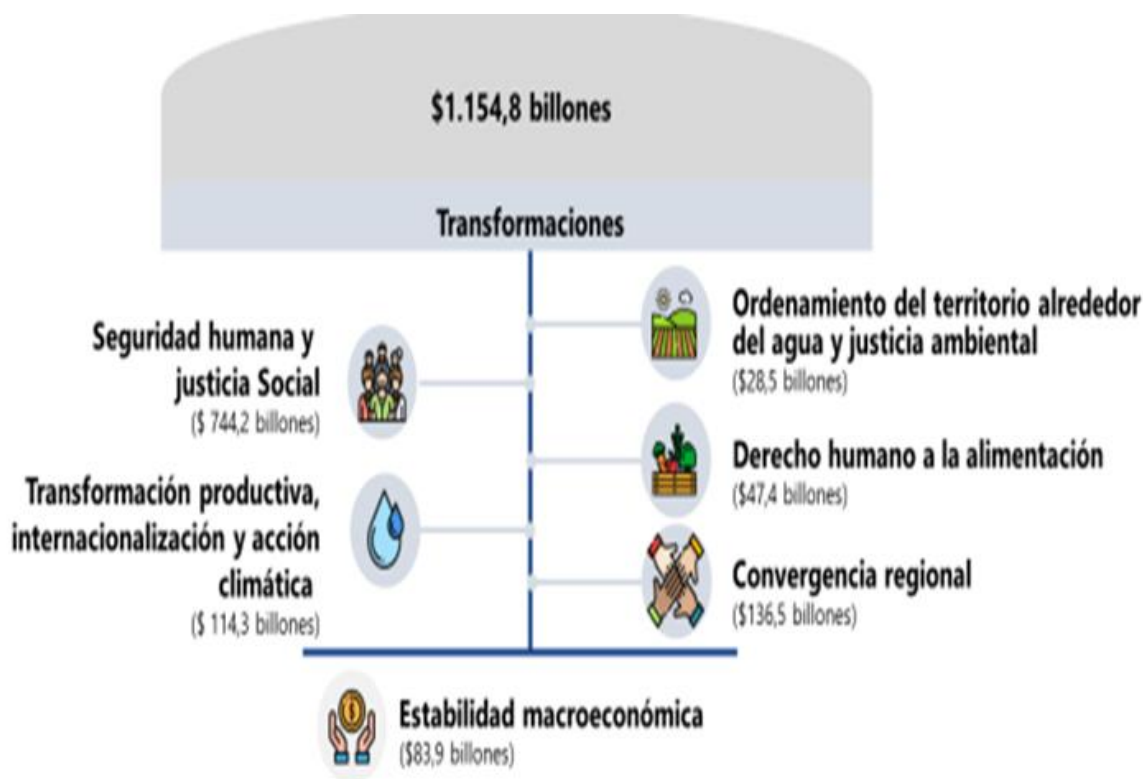 $1.154,8 billones
Transformaciones
Seguridad humana y
justicia Social
($ 744,2 billones)
Transformación productiva,
internacionalización y acción
climática
($ 114,3 billones)
Ordenamiento del territorio alrededor
del agua y justicia ambiental
($28,5 billones)
Derecho humano a la alimentación
($47,4 billones)
Convergencia regional
($136,5 billones)
Estabilidad macroeconómica
($83,9 billones)